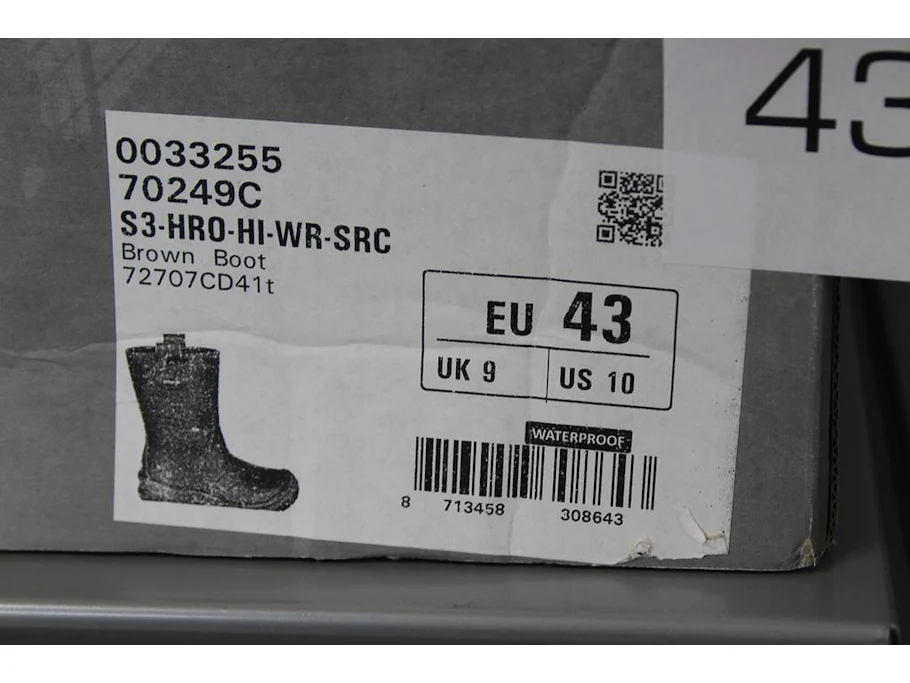 43
0033255
70249C
S3-HRO-HI-WR-SRC
Brown Boot
72707CD41t
EU 43
UK 9
US 10
WATERPROOF
8 713458 308643